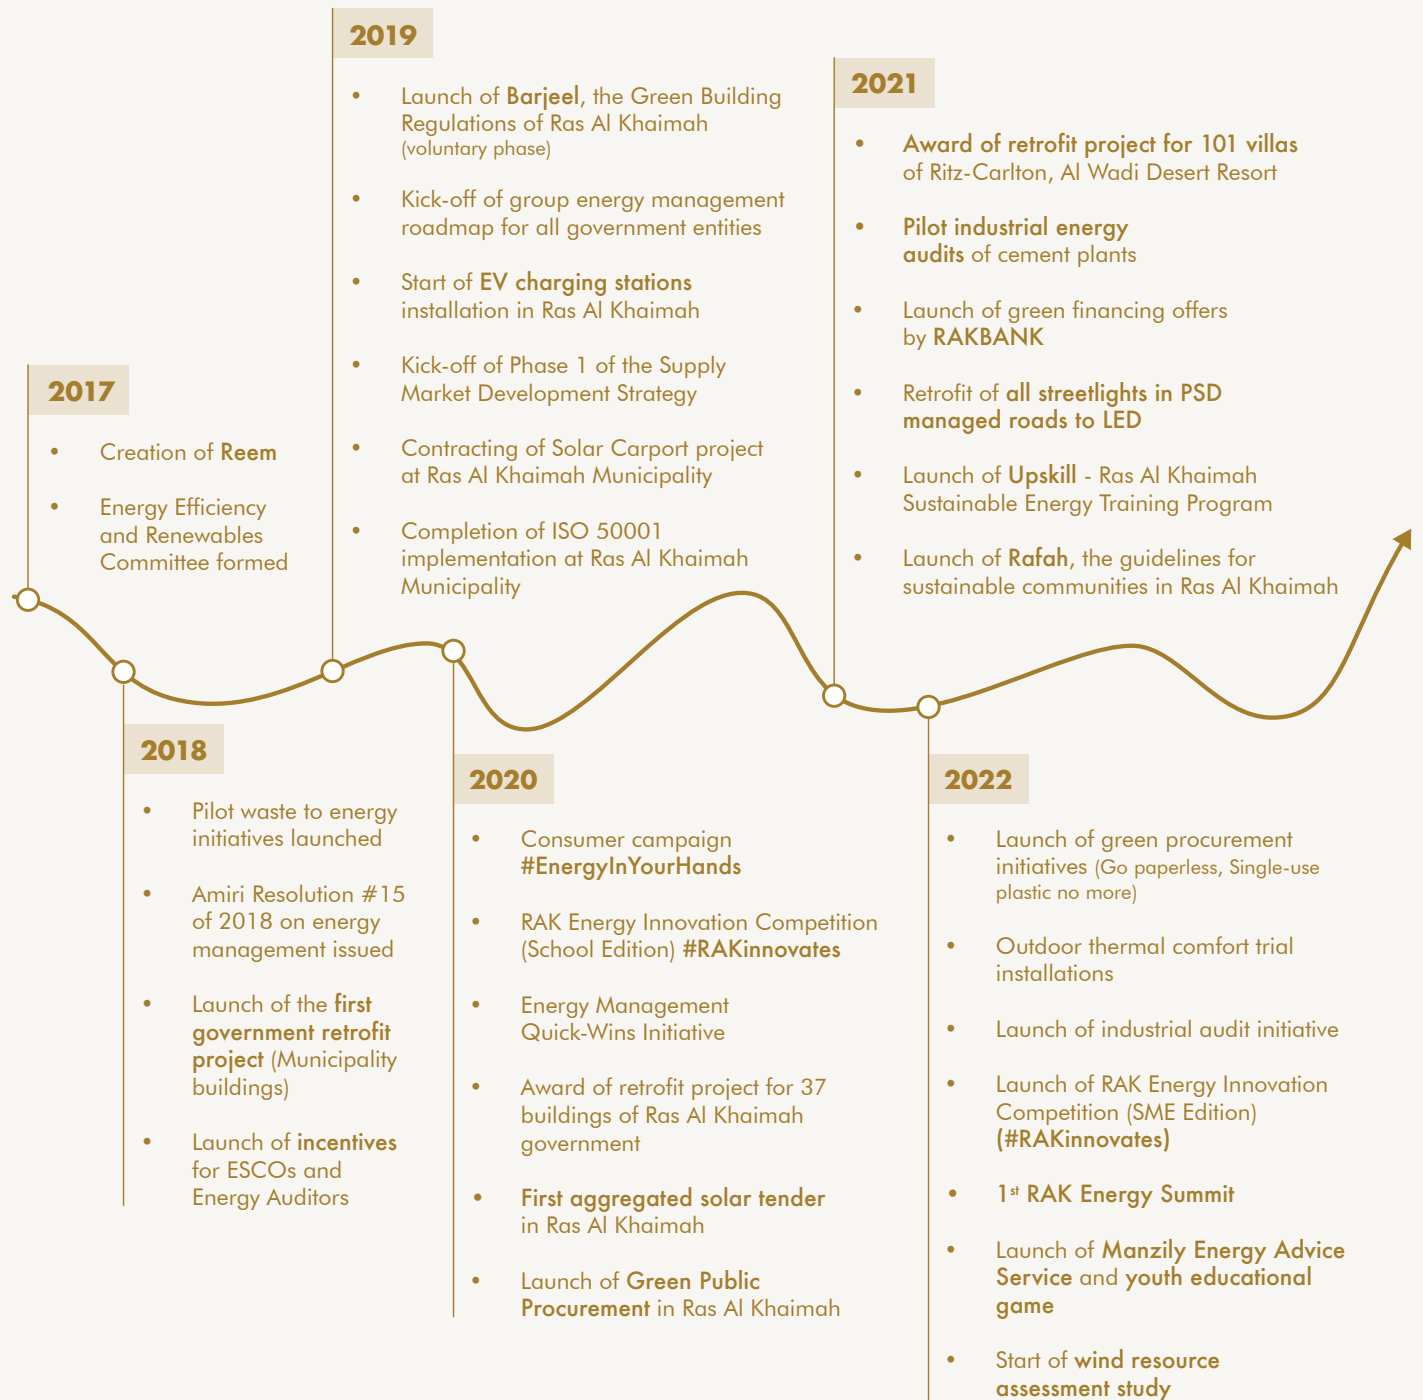 2017
• Creation of Reem
• Energy Efficiency
and Renewables
Committee formed
2018
• Pilot waste to energy
initiatives launched
• Amiri Resolution #15
of 2018 on energy
management issued
• Launch of the first
government retrofit
project (Municipality
buildings)
• Launch of incentives
for ESCOs and
Energy Auditors
2019
• Launch of Barjeel, the Green Building
Regulations of Ras Al Khaimah
(voluntary phase)
• Kick-off of group energy management
roadmap for all government entities
• Start of EV charging stations
installation in Ras Al Khaimah
• Kick-off of Phase 1 of the Supply
Market Development Strategy
• Contracting of Solar Carport project
at Ras Al Khaimah Municipality
• Completion of ISO 50001
implementation at Ras Al Khaimah
Municipality
2020
• Consumer campaign
#EnergyInYourHands
• RAK Energy Innovation Competition
(School Edition) #RAKinnovates
• Energy Management
Quick-Wins Initiative
• Award of retrofit project for 37
buildings of Ras Al Khaimah
government
• First aggregated solar tender
in Ras Al Khaimah
• Launch of Green Public
Procurement in Ras Al Khaimah
2021
• Award of retrofit project for 101 villas
of Ritz-Carlton, Al Wadi Desert Resort
• Pilot industrial energy
audits of cement plants
• Launch of green financing offers
by RAKBANK
• Retrofit of all streetlights in PSD
managed roads to LED
• Launch of Upskill - Ras Al Khaimah
Sustainable Energy Training Program
• Launch of Rafah, the guidelines for
sustainable communities in Ras Al Khaimah
2022
• Launch of green procurement
initiatives (Go paperless, Single-use
plastic no more)
• Outdoor thermal comfort trial
installations
• Launch of industrial audit initiative
• Launch of RAK Energy Innovation
Competition (SME Edition)
(#RAKinnovates)
• 1st RAK Energy Summit
• Launch of Manzily Energy Advice
Service and youth educational
game
• Start of wind resource
assessment study